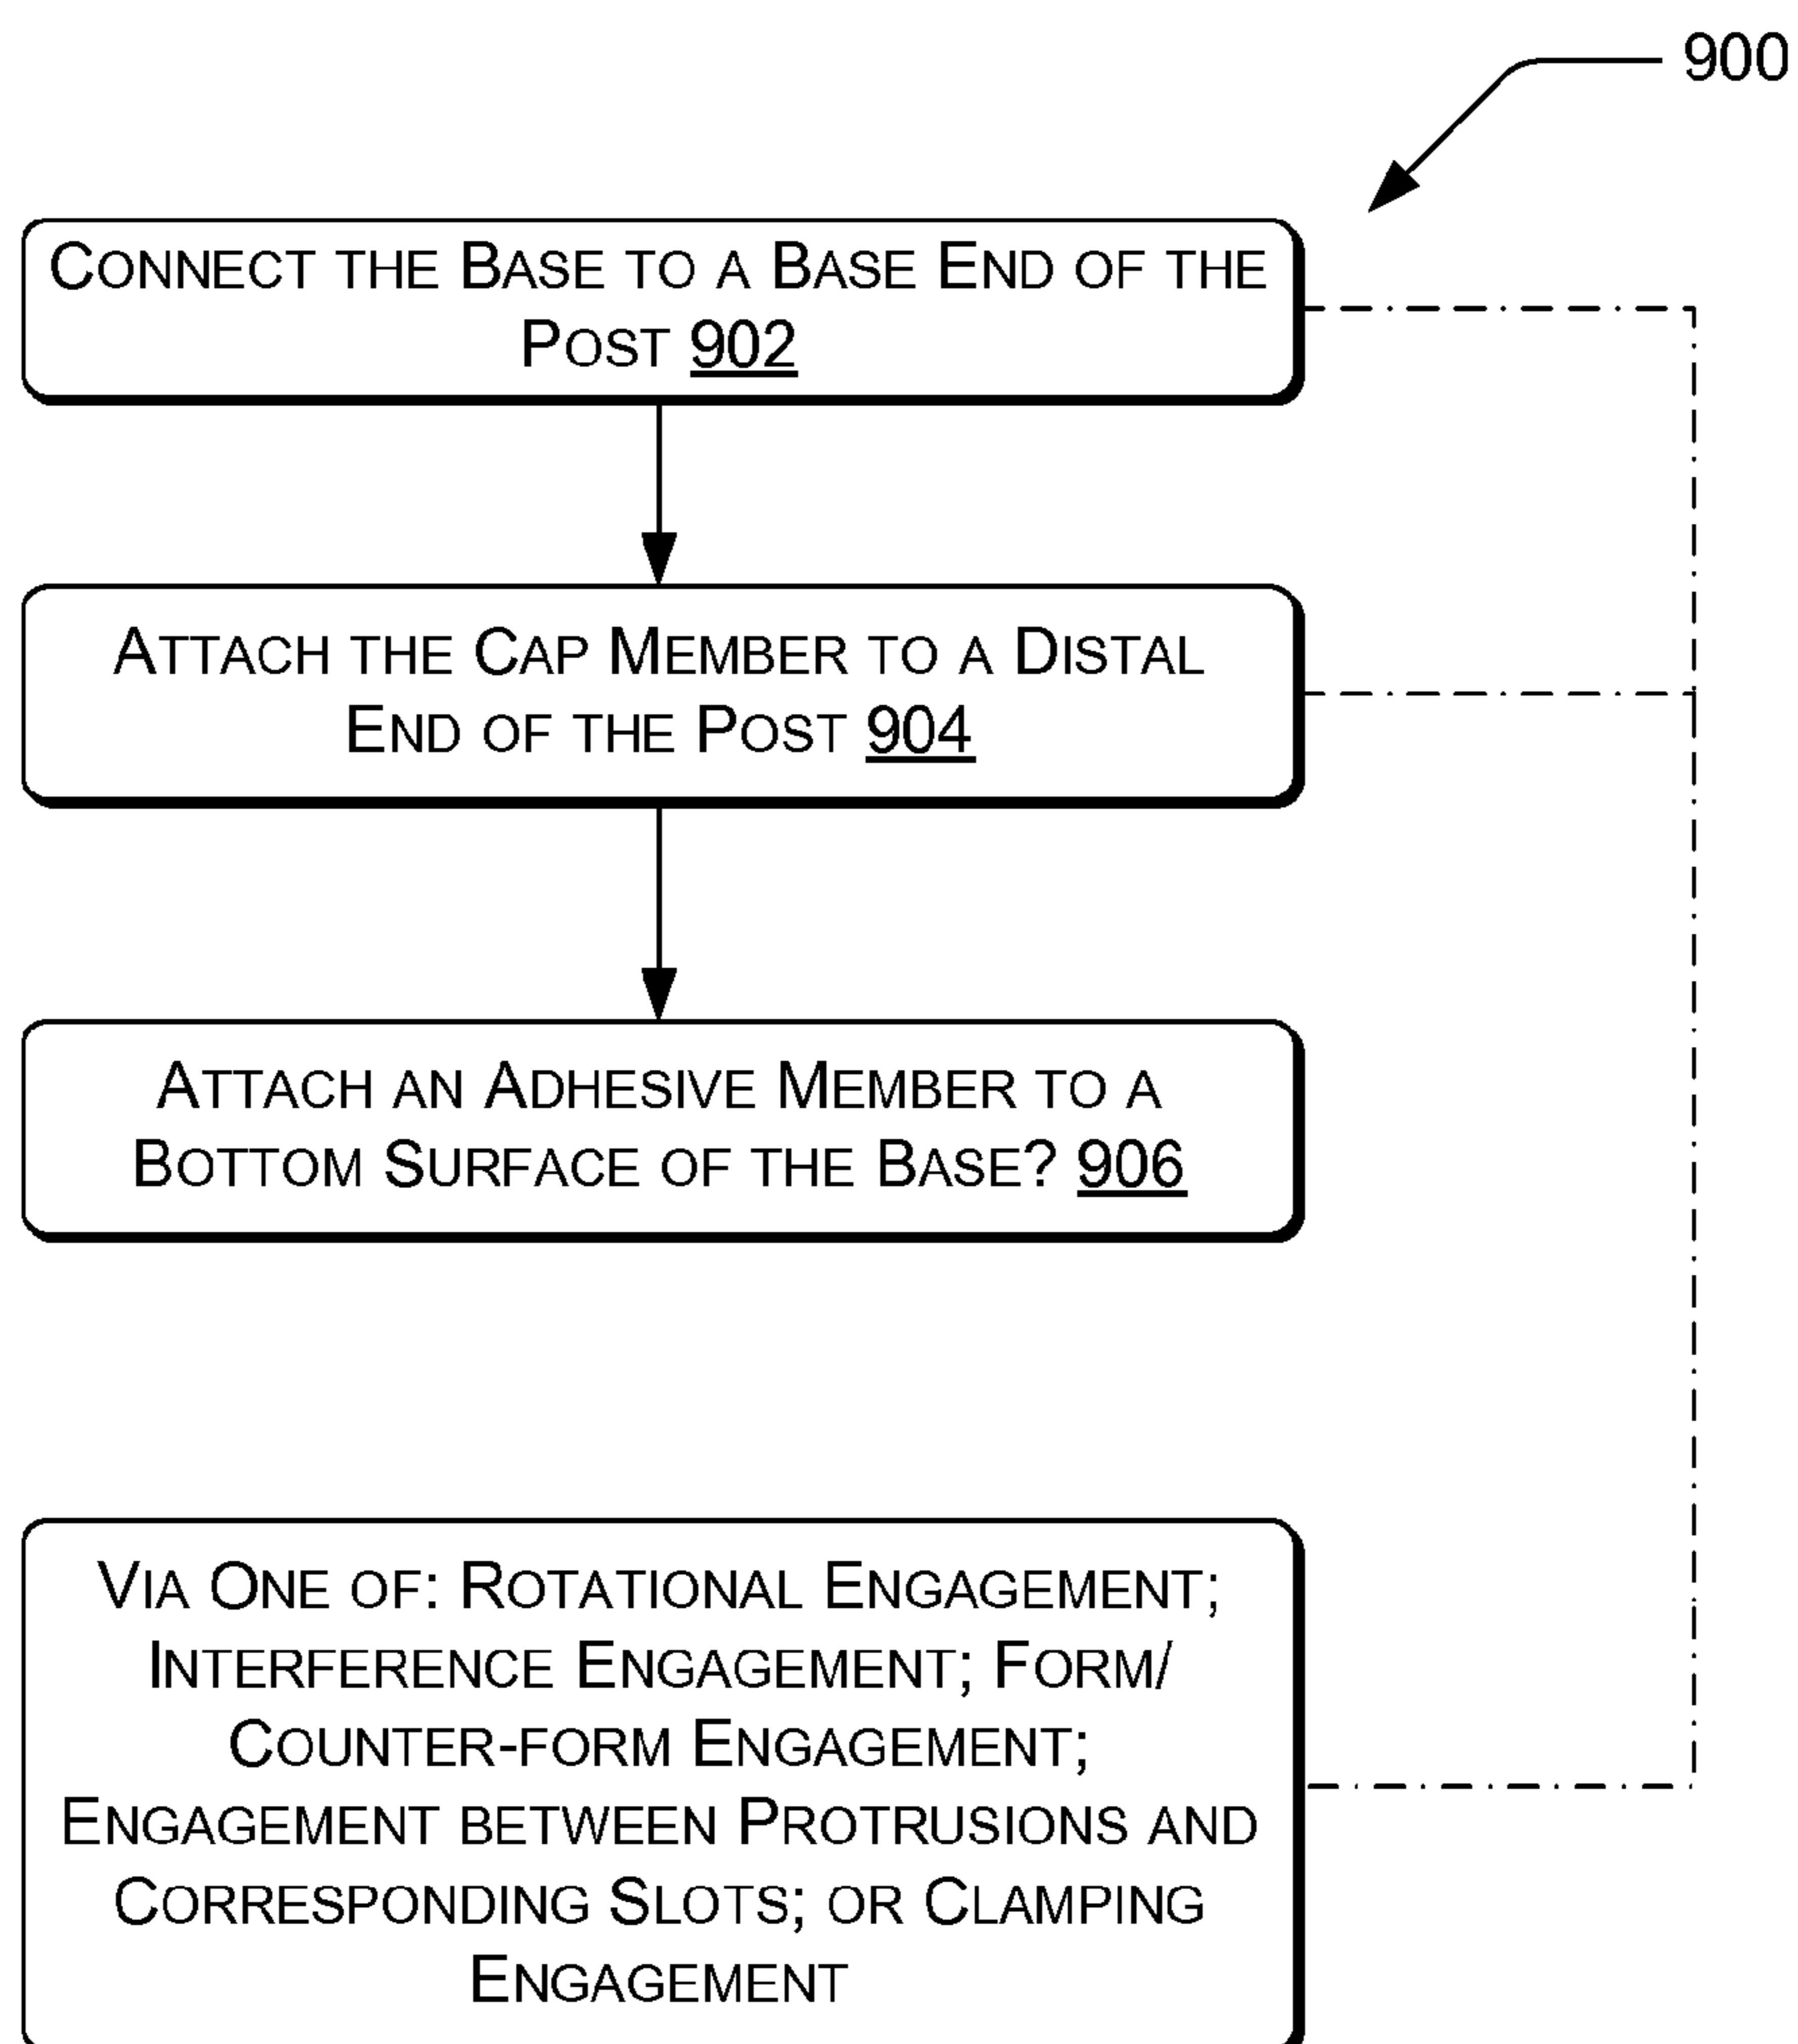 900
Connect the Base to a Base End of the
Post 902
Attach the Cap Member to a Distal
End of the Post 904
Attach an Adhesive Member to a
Bottom Surface of the Base? 906
Via One of: Rotational Engagement;
Interference Engagement; Form/
Counter-form Engagement;
Engagement between Protrusions and
Corresponding Slots; or Clamping
Engagement